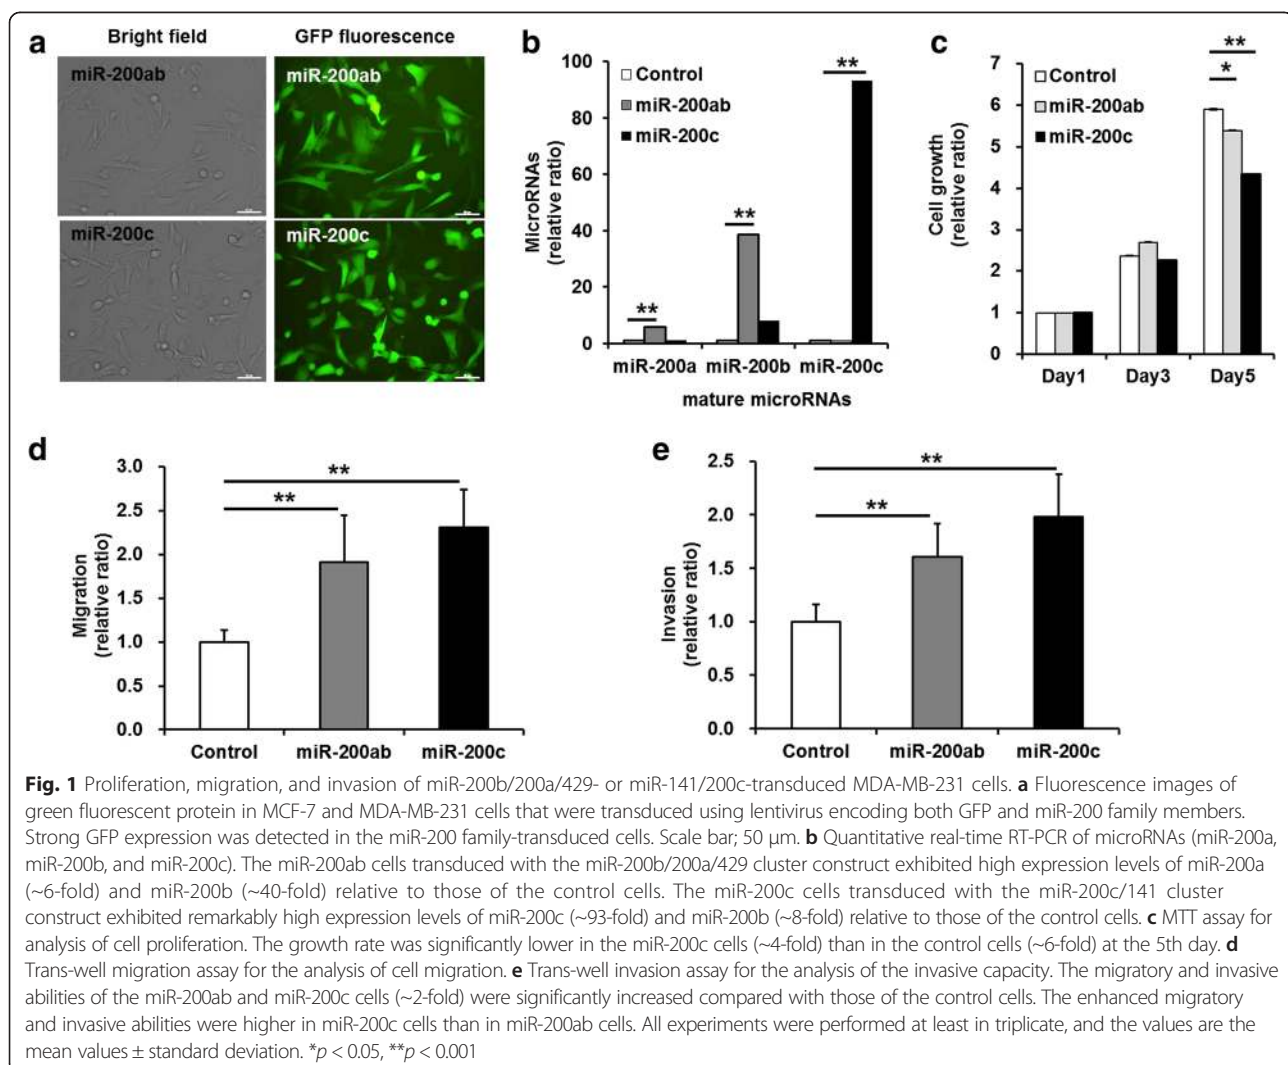 a
Bright field
GFP fluorescence
miR-200ab
miR-200ab
miR-200c
miR-200c
b
100
80
60
40
20
0
MicroRNAs
(relative ratio)
Control
miR-200ab
miR-200c
**
**
**
miR-200a
miR-200b
miR-200c
mature microRNAs
c
7
6
5
4
3
2
1
0
Cell growth
(relative ratio)
Control
miR-200ab
miR-200c
**
*
Day1
Day3
Day5
d
3.0
2.5
2.0
1.5
1.0
0.5
0.0
Migration
(relative ratio)
**
**
Control
miR-200ab
miR-200c
e
2.5
2.0
1.5
1.0
0.5
0.0
Invasion
(relative ratio)
**
**
Control
miR-200ab
miR-200c
Fig. 1 Proliferation, migration, and invasion of miR-200b/200a/429- or miR-141/200c-transduced MDA-MB-231 cells. a Fluorescence images of
green fluorescent protein in MCF-7 and MDA-MB-231 cells that were transduced using lentivirus encoding both GFP and miR-200 family members.
Strong GFP expression was detected in the miR-200 family-transduced cells. Scale bar; 50 μm. b Quantitative real-time RT-PCR of microRNAs (miR-200a,
miR-200b, and miR-200c). The miR-200ab cells transduced with the miR-200b/200a/429 cluster construct exhibited high expression levels of miR-200a
(~6-fold) and miR-200b (~40-fold) relative to those of the control cells. The miR-200c cells transduced with the miR-200c/141 cluster
construct exhibited remarkably high expression levels of miR-200c (~93-fold) and miR-200b (~8-fold) relative to those of the control cells. c MTT assay for
analysis of cell proliferation. The growth rate was significantly lower in the miR-200c cells (~4-fold) than in the control cells (~6-fold) at the 5th day. d
Trans-well migration assay for the analysis of cell migration. e Trans-well invasion assay for the analysis of the invasive capacity. The migratory and invasive
abilities of the miR-200ab and miR-200c cells (~2-fold) were significantly increased compared with those of the control cells. The enhanced migratory
and invasive abilities were higher in miR-200c cells than in miR-200ab cells. All experiments were performed at least in triplicate, and the values are the
mean values ± standard deviation. *p < 0.05, **p < 0.001